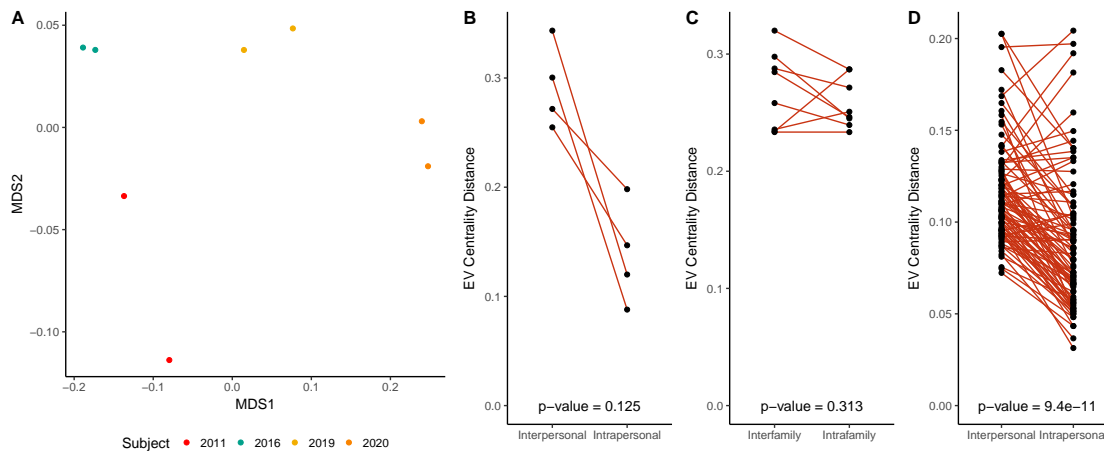 A
MDS2
0.05
0.00
−0.05
−0.10
−0.2
−0.1
0.0
0.1
0.2
MDS1
Subject
2011
2016
2019
2020
B
EV Centrality Distance
0.3
0.2
0.1
0.0
p−value = 0.125
Interpersonal
Intrapersonal
C
EV Centrality Distance
0.3
0.2
0.1
0.0
p−value = 0.313
Interfamily
Intrafamily
D
EV Centrality Distance
0.20
0.15
0.10
0.05
0.00
p−value = 9.4e−11
Interpersonal
Intrapersonal